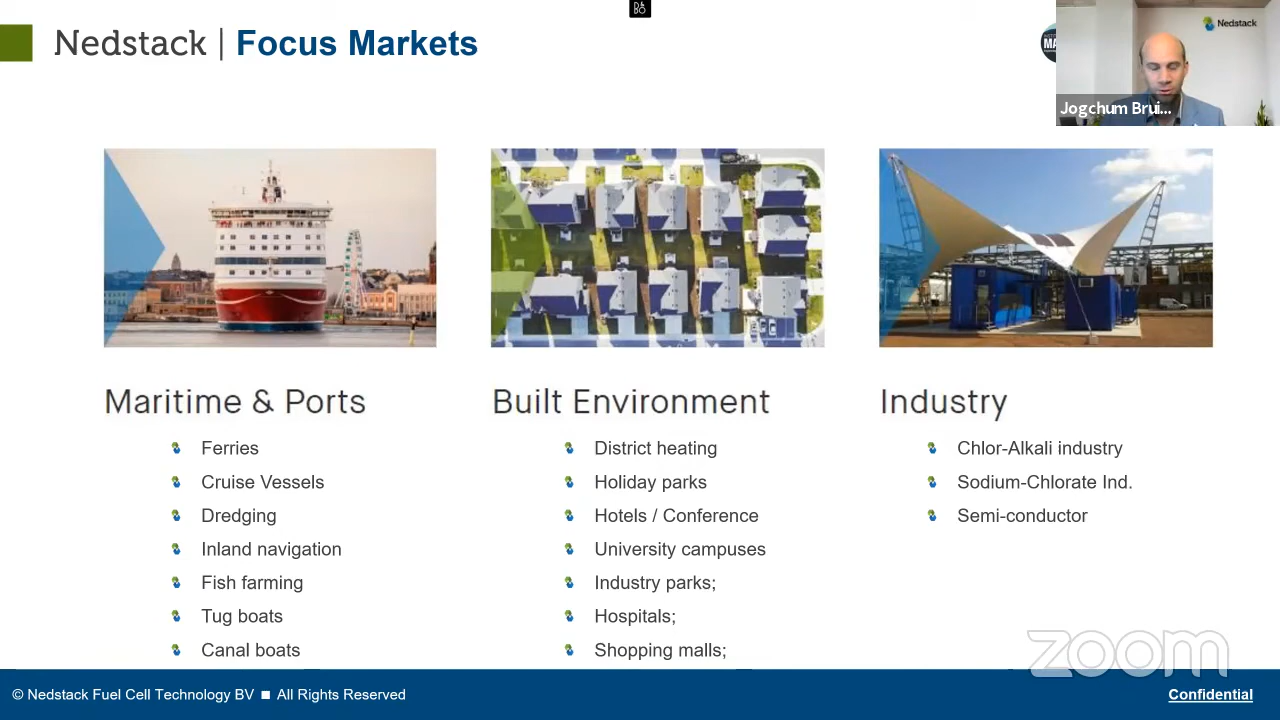 Nedstack | Focus Markets
Nedstack
Jogchum Brui...
Maritime & Ports
Ferries
Cruise Vessels
Dredging
Inland navigation
Fish farming
Tug boats
Canal boats
Built Environment
District heating
Holiday parks
Hotels / Conference
University campuses
Industry parks;
Hospitals;
Shopping malls;
Industry
Chlor-Alkali industry
Sodium-Chlorate Ind.
Semi-conductor
zoom
© Nedstack Fuel Cell Technology BV ■ All Rights Reserved
Confidential